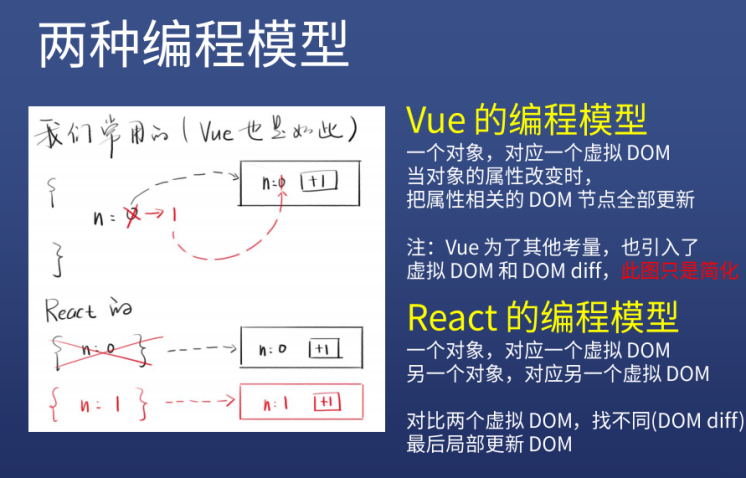 两种编程模型
我们常用的(Vue也是如此)
{
n: 0 → 1
}
n: 0 +1
React 的
{ n: 0 }
n: 0 +1
{ n: 1 }
n: 1 +1
Vue 的编程模型
一个对象，对应一个虚拟 DOM
当对象的属性改变时，
把属性相关的 DOM 节点全部更新
注：Vue 为了其他考量，也引入了
虚拟 DOM 和 DOM diff，此图只是简化
React 的编程模型
一个对象，对应一个虚拟 DOM
另一个对象，对应另一个虚拟 DOM
对比两个虚拟 DOM，找不同(DOM diff)
最后局部更新 DOM